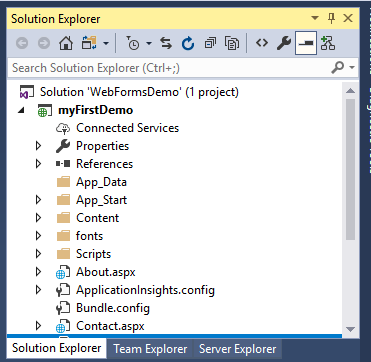 Solution Explorer
Search Solution Explorer (Ctrl+;)
Solution 'WebFormsDemo' (1 project)
myFirstDemo
Connected Services
Properties
References
App_Data
App_Start
Content
fonts
Scripts
About.aspx
ApplicationInsights.config
Bundle.config
Contact.aspx
Solution Explorer Team Explorer Server Explorer